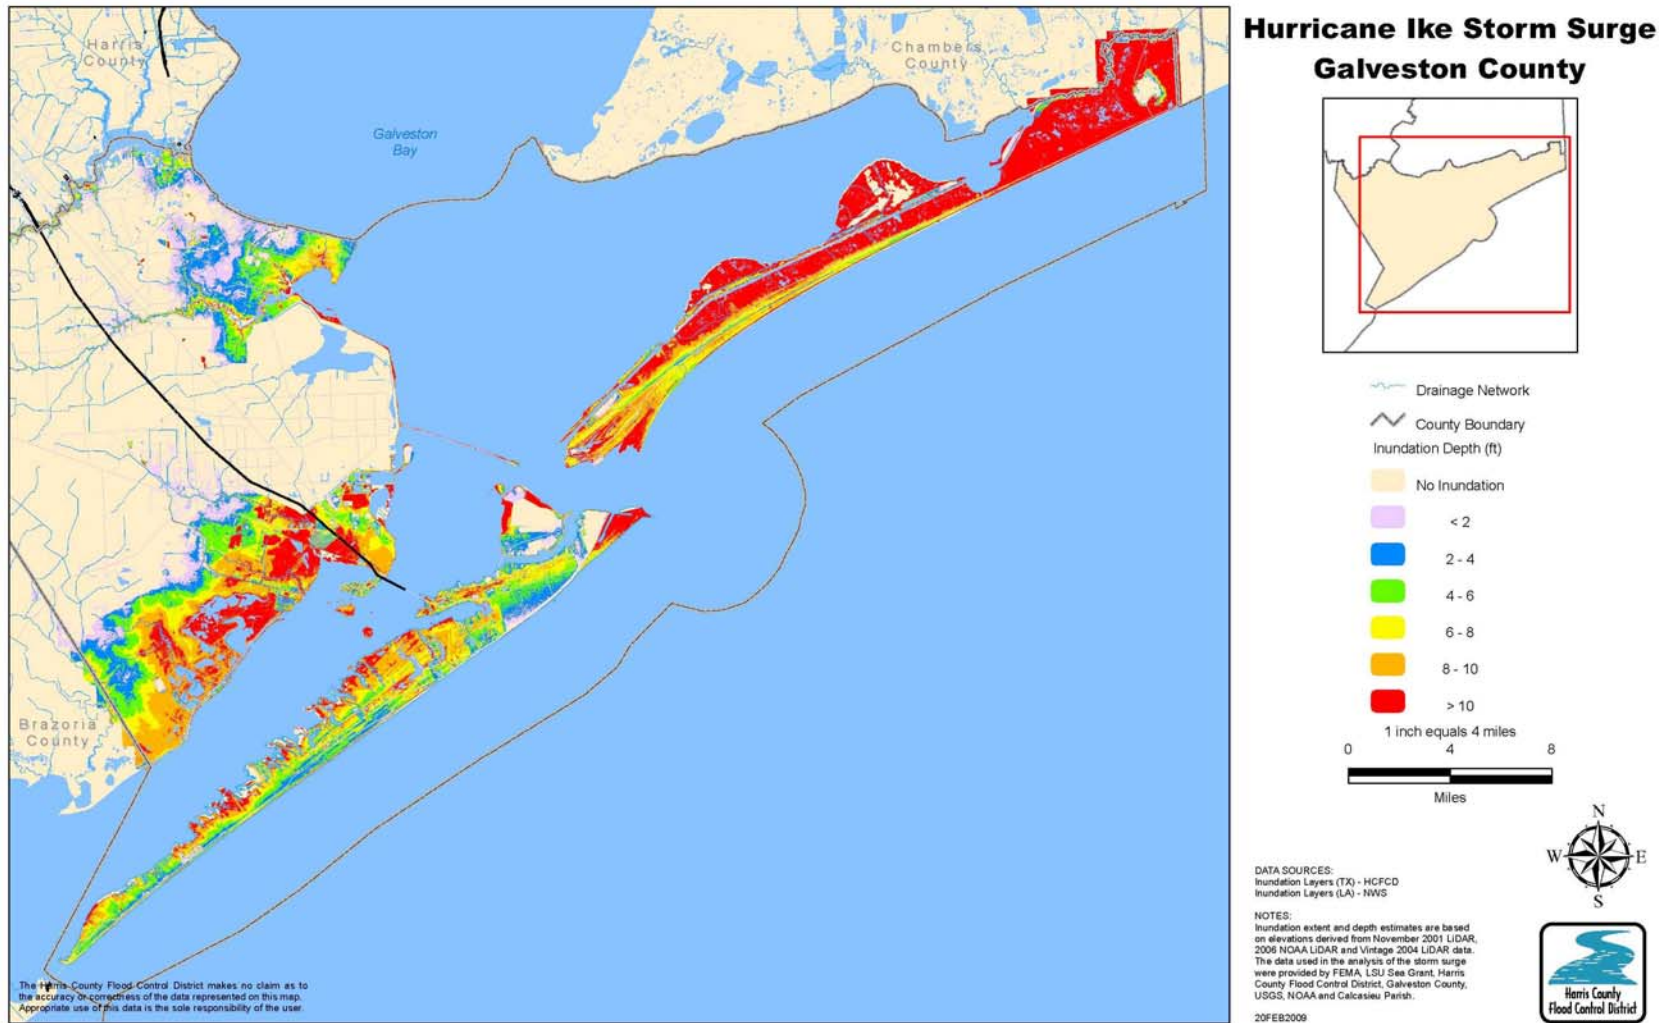 Hurricane Ike Storm Surge
Galveston County
Harris
County
Chambers
County
Galveston
Bay
Brazoria
County
Drainage Network
County Boundary
Inundation Depth (ft)
No Inundation
< 2
2 - 4
4 - 6
6 - 8
8 - 10
> 10
1 inch equals 4 miles
0 4 8
Miles
N
W E
S
DATA SOURCES:
Inundation Layers (TX) - HCFCD
Inundation Layers (LA) - NWS
NOTES:
Inundation extent and depth estimates are based
on elevations derived from November 2001 LiDAR,
2006 NOAA LiDAR and Vintage 2004 LiDAR data.
The data used in the analysis of the storm surge
were provided by FEMA, LSU Sea Grant, Harris
County Flood Control District, Galveston County,
USGS, NOAA and Calcasieu Parish.
20FEB2009
Harris County
Flood Control District
The Harris County Flood Control District makes no claim as to
the accuracy or correctness of the data represented on this map.
Appropriate use of this data is the sole responsibility of the user.